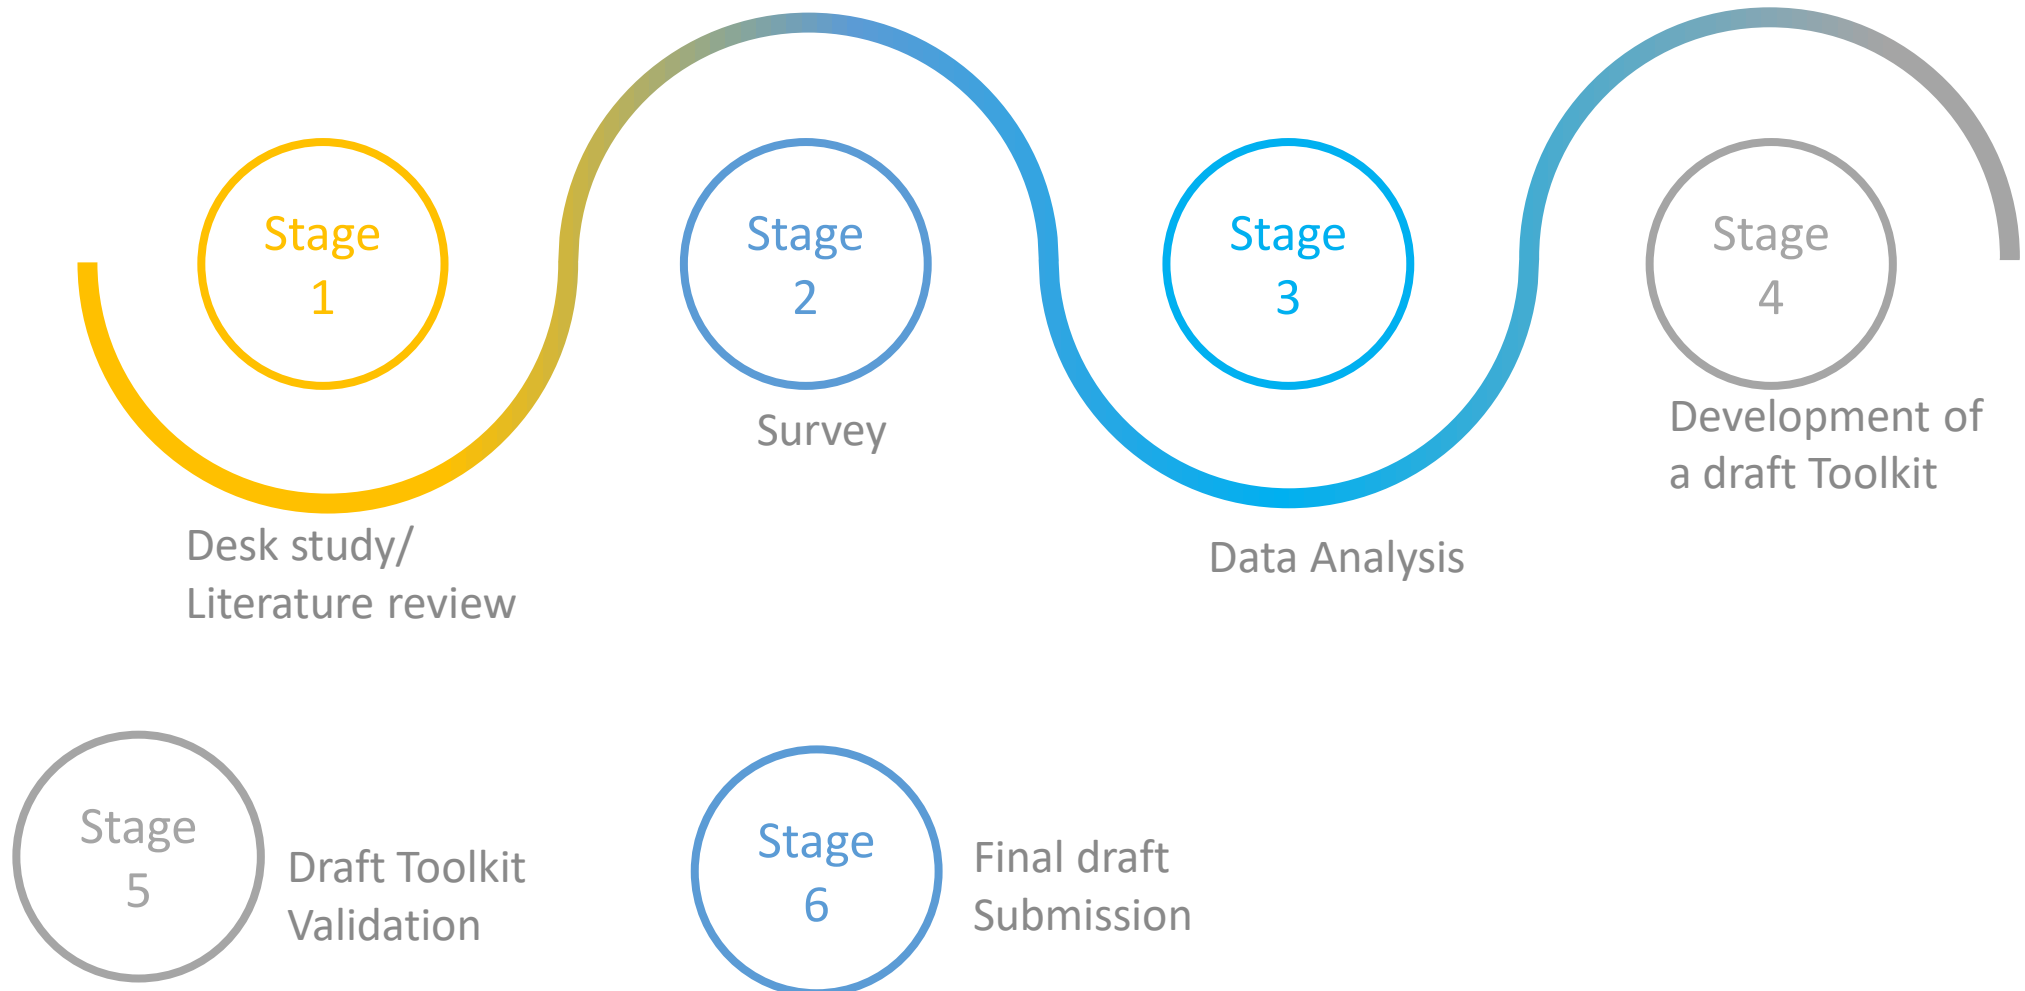 Stage
1
Desk study/
Literature review
Stage
2
Survey
Stage
3
Data Analysis
Stage
4
Development of
a draft Toolkit
Stage
5
Draft Toolkit
Validation
Stage
6
Final draft
Submission